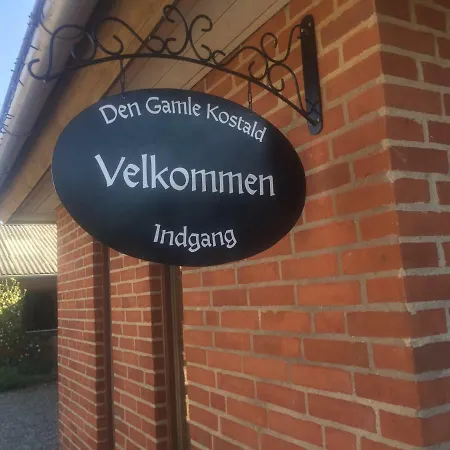 Den Gamle Kostald
Velkommen
Indgang